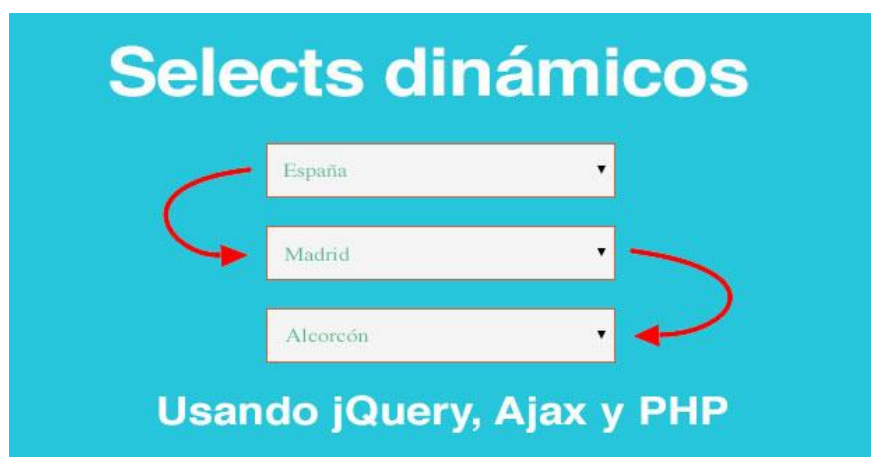 Selects dinámicos
España
Madrid
Alcorcón
Usando jQuery, Ajax y PHP